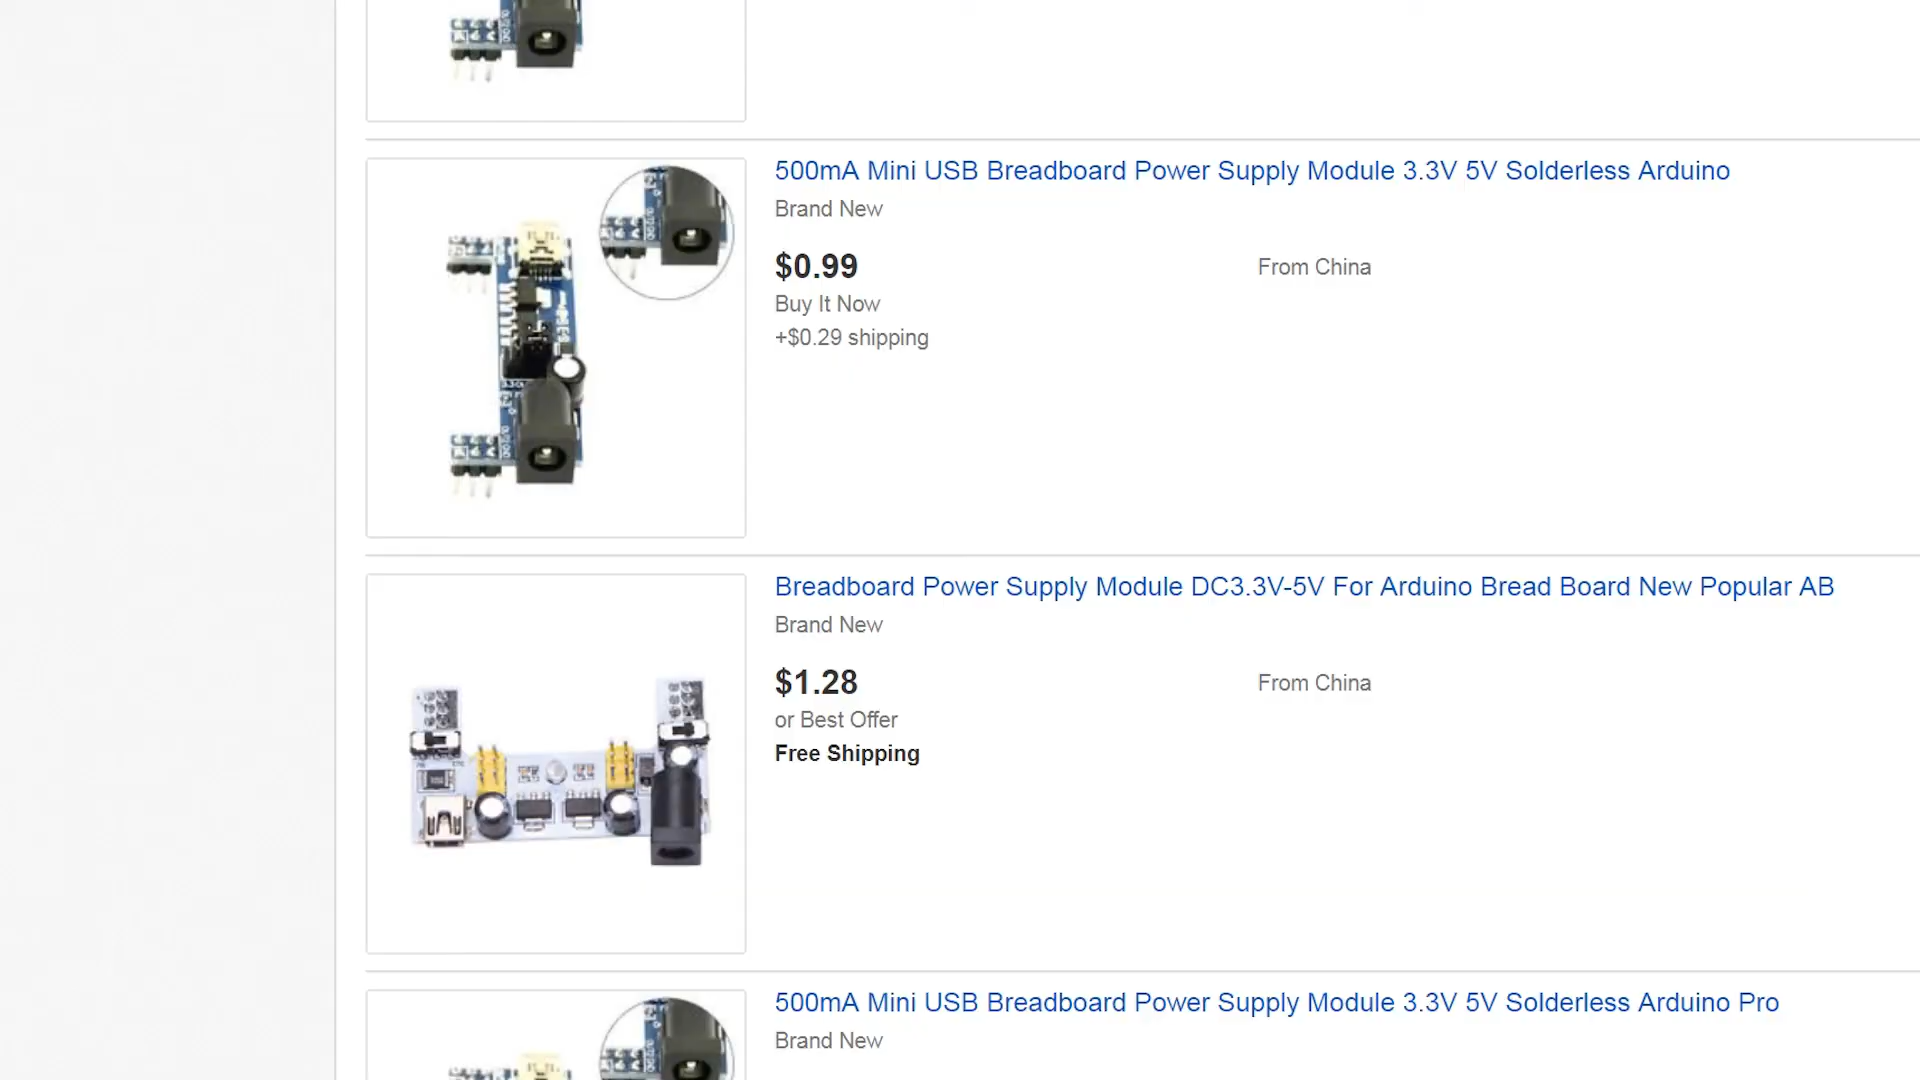 500mA Mini USB Breadboard Power Supply Module 3.3V 5V Solderless Arduino
Brand New
$0.99
From China
Buy It Now
+$0.29 shipping
Breadboard Power Supply Module DC3.3V-5V For Arduino Bread Board New Popular AB
Brand New
$1.28
From China
or Best Offer
Free Shipping
500mA Mini USB Breadboard Power Supply Module 3.3V 5V Solderless Arduino Pro
Brand New